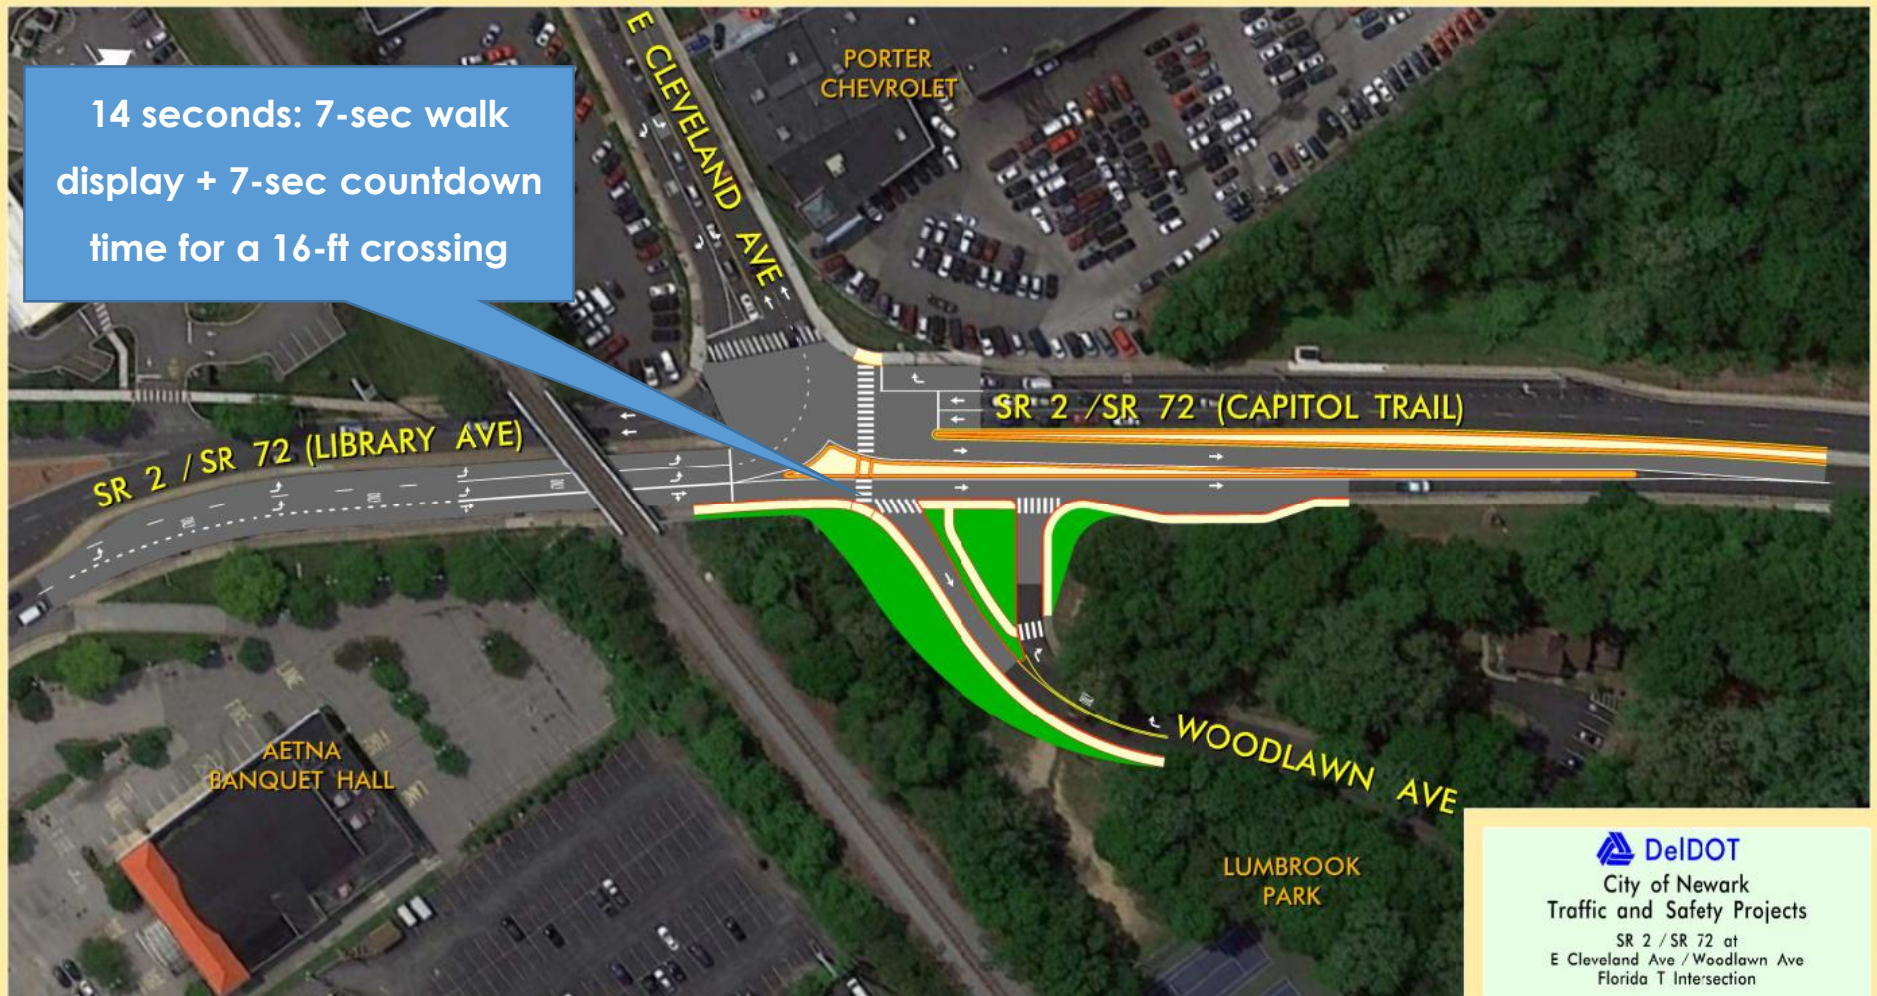 14 seconds: 7-sec walk
display + 7-sec countdown
time for a 16-ft crossing
E CLEVELAND AVE
PORTER
CHEVROLET
SR 2 / SR 72 (LIBRARY AVE)
SR 2 / SR 72 (CAPITOL TRAIL)
WOODLAWN AVE
AETNA
BANQUET HALL
LUMBROOK
PARK
DelDOT
City of Newark
Traffic and Safety Projects
SR 2 / SR 72 at
E Cleveland Ave / Woodlawn Ave
Florida T Intersection